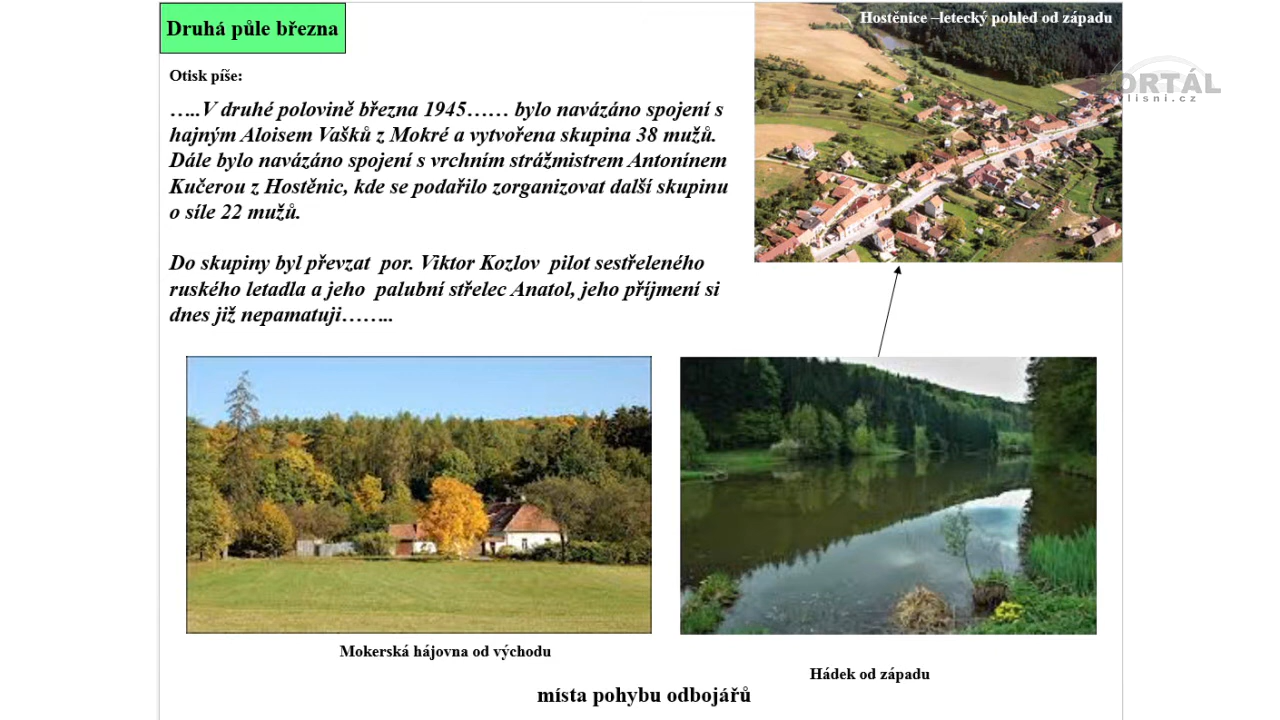 Druhá půle března
Hostěnice –letecký pohled od západu
PORTÁL
vlisni.cz
Otisk píše:
…..V druhé polovině března 1945…… bylo navázáno spojení s
hajným Aloisem Vašků z Mokré a vytvořena skupina 38 mužů.
Dále bylo navázáno spojení s vrchním strážmistrem Antonínem
Kučerou z Hostěnic, kde se podařilo zorganizovat další skupinu
o síle 22 mužů.
Do skupiny byl převzat  por. Viktor Kozlov  pilot sestřeleného
ruského letadla a jeho  palubní střelec Anatol, jeho příjmení si
dnes již nepamatuji……..
Mokerská hájovna od východu
Hádek od západu
místa pohybu odbojářů